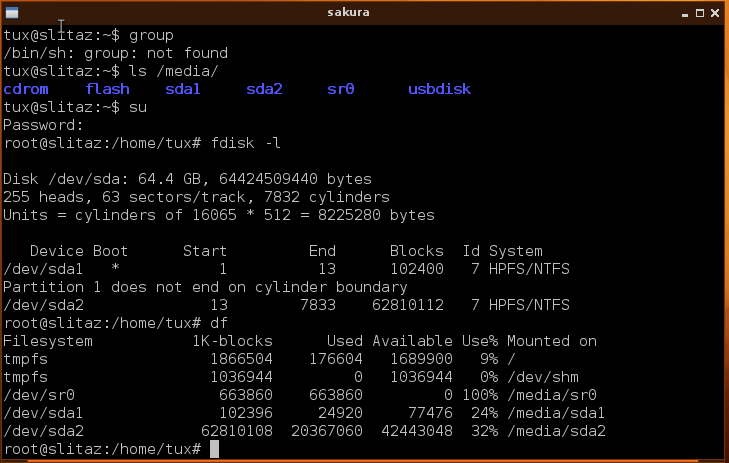 sakura
tux@slitaz:~$ group
/bin/sh: group: not found
tux@slitaz:~$ ls /media/
cdrom    flash    sda1     sda2     sr0      usbdisk
tux@slitaz:~$ su
Password:
root@slitaz:/home/tux# fdisk -l

Disk /dev/sda: 64.4 GB, 64424509440 bytes
255 heads, 63 sectors/track, 7832 cylinders
Units = cylinders of 16065 * 512 = 8225280 bytes

   Device Boot      Start         End      Blocks  Id System
/dev/sda1   *           1          13      102400   7 HPFS/NTFS
Partition 1 does not end on cylinder boundary
/dev/sda2              13        7833    62810112   7 HPFS/NTFS
root@slitaz:/home/tux# df
Filesystem           1K-blocks      Used Available Use% Mounted on
tmpfs                  1866504    176604   1689900   9% /
tmpfs                  1036944         0   1036944   0% /dev/shm
/dev/sr0                663860    663860         0 100% /media/sr0
/dev/sda1               102396     24920     77476  24% /media/sda1
/dev/sda2             62810108  20367060  42443048  32% /media/sda2
root@slitaz:/home/tux#